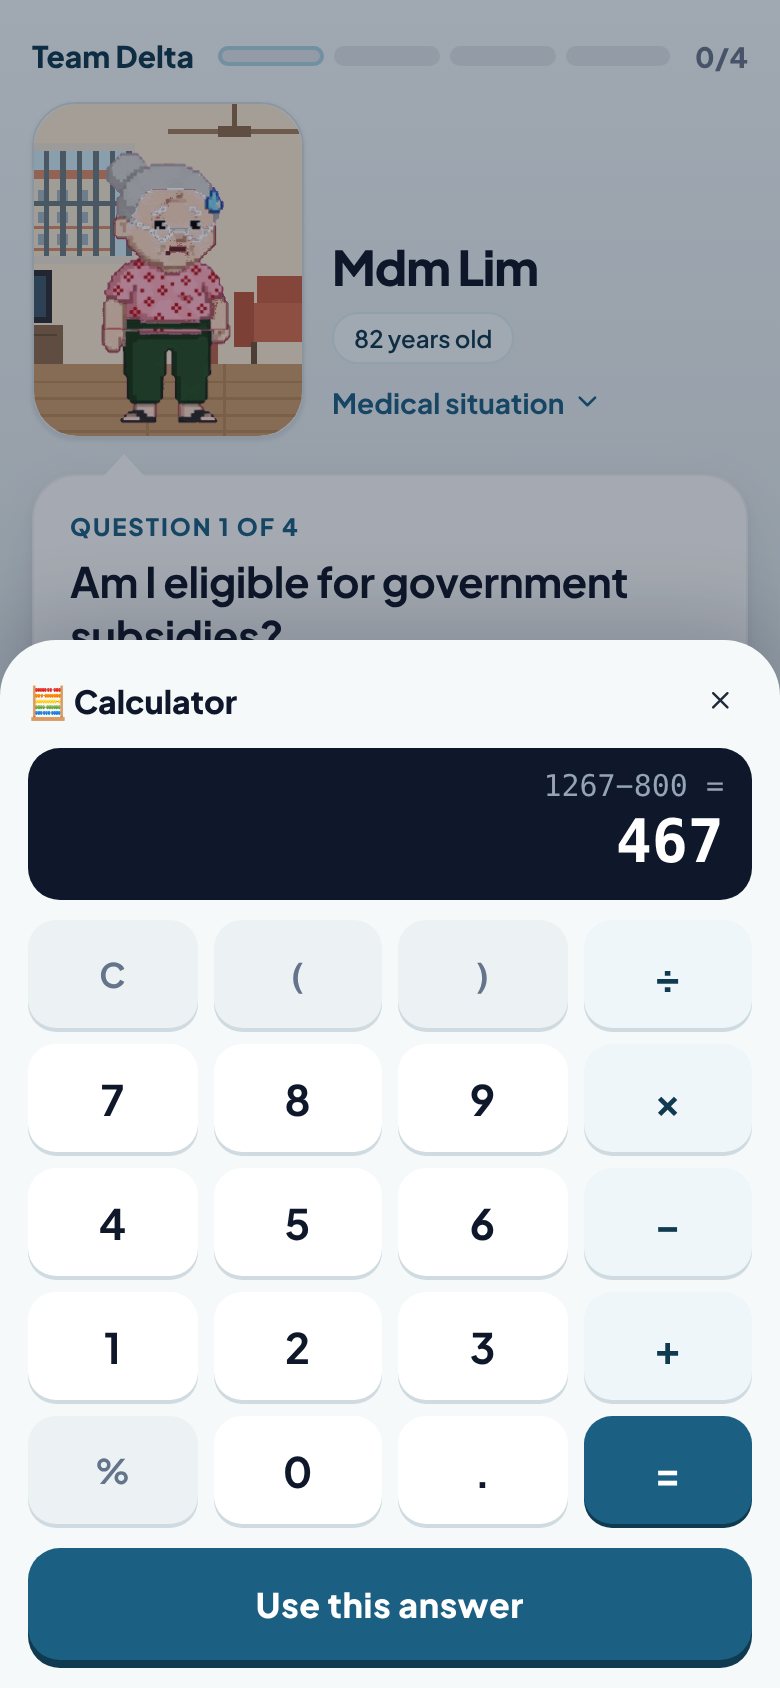 Team Delta
0/4
Mdm Lim
82 years old
Medical situation
QUESTION 1 OF 4
Am I eligible for government
subsidies?
Calculator
×
1267−800 =
467
C ( ) ÷
7 8 9 ×
4 5 6 −
1 2 3 +
% 0 . =
Use this answer